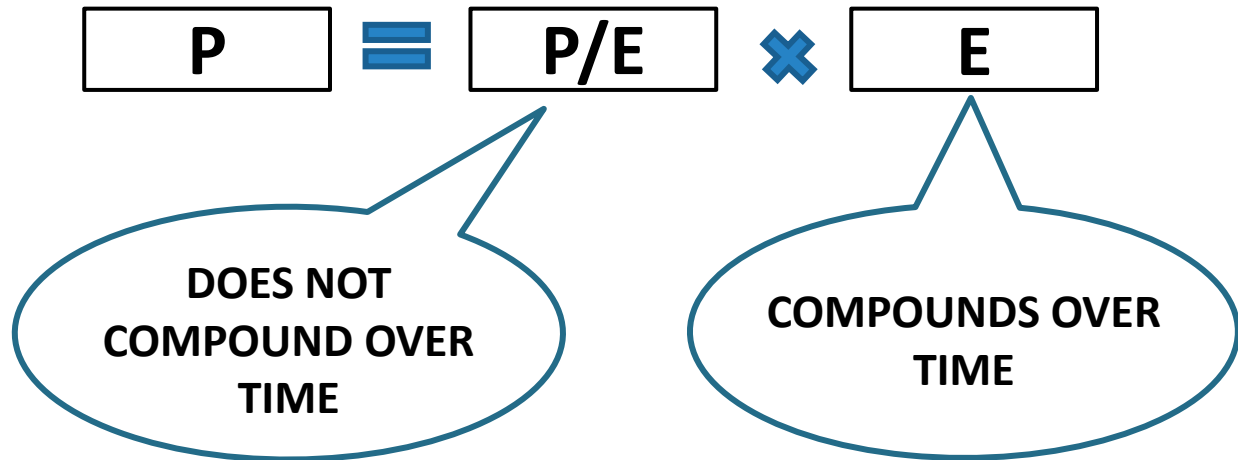 P = P/E × E
DOES NOT
COMPOUND OVER
TIME
COMPOUNDS OVER
TIME